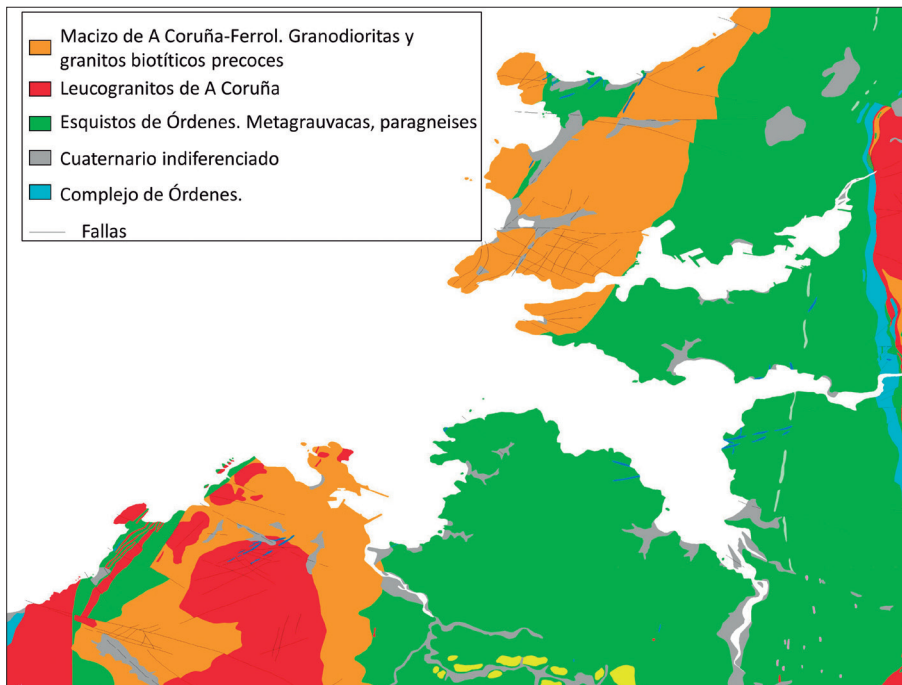 Macizo de A Coruña-Ferrol. Granodioritas y
granitos biotíticos precoces
Leucogranitos de A Coruña
Esquistos de Órdenes. Metagrauvacas, paragneises
Cuaternario indiferenciado
Complejo de Órdenes.
Fallas